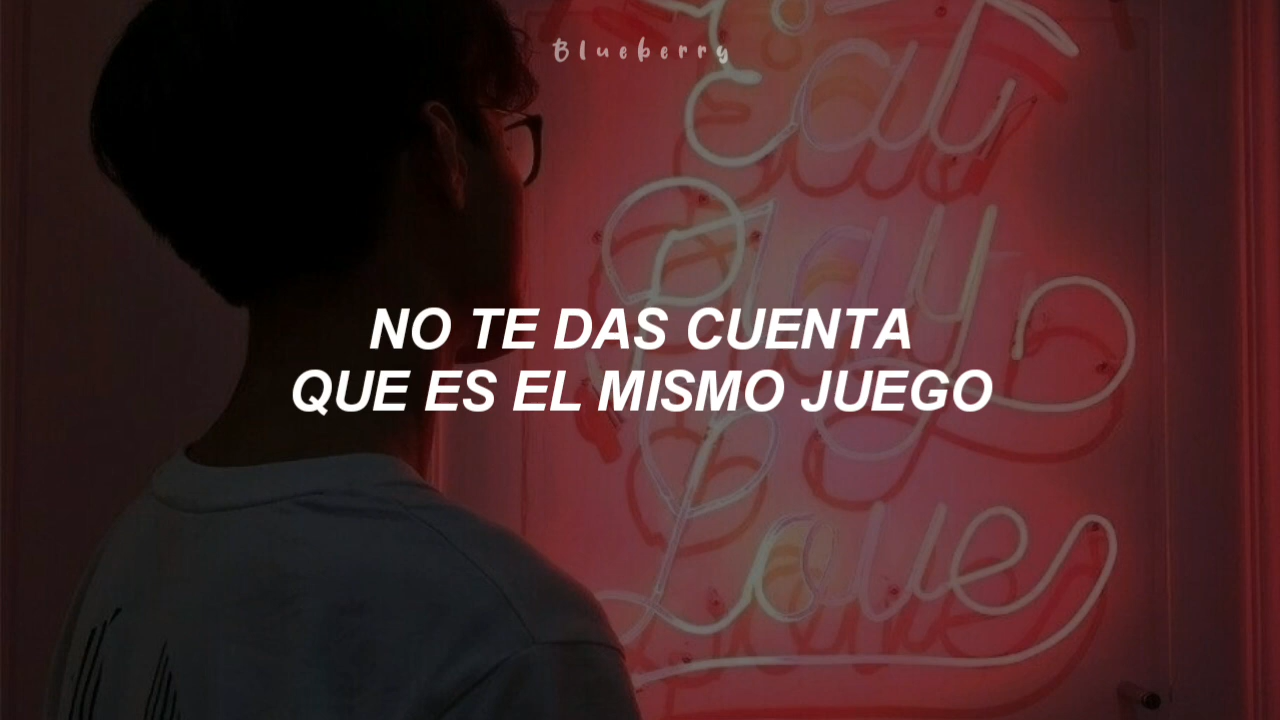 Blueberry
Eat
Play
Love
NO TE DAS CUENTA
QUE ES EL MISMO JUEGO